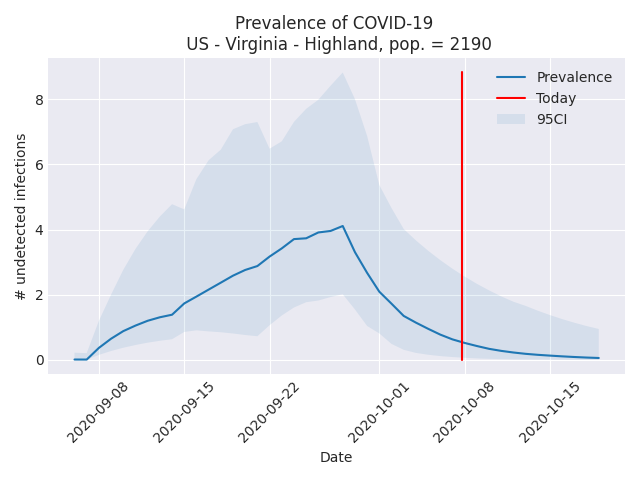 Prevalence of COVID-19
US - Virginia - Highland, pop. = 2190
Prevalence
Today
95CI
# undetected infections
8
6
4
2
0
2020-09-08
2020-09-15
2020-09-22
2020-10-01
2020-10-08
2020-10-15
Date